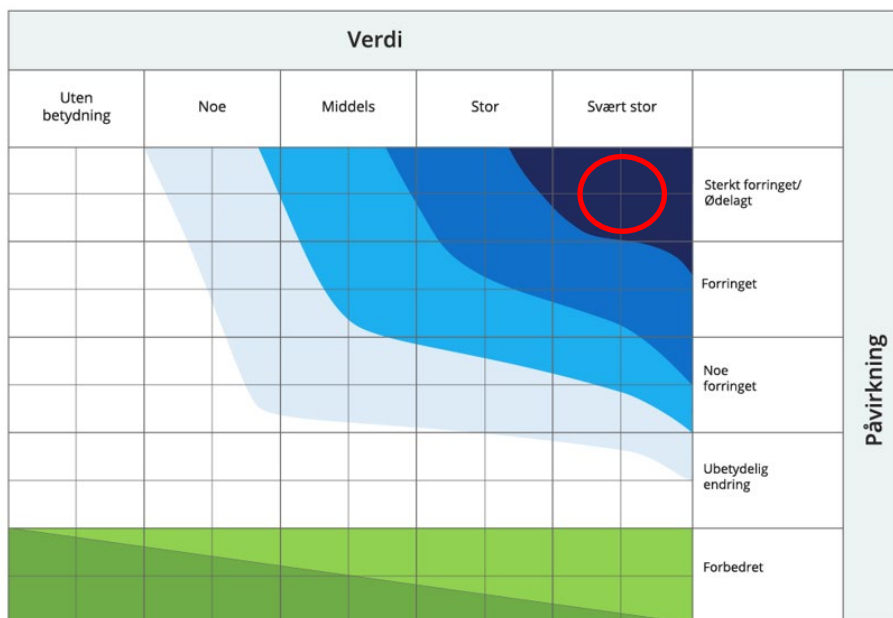 Verdi
Uten
betydning
Noe
Middels
Stor
Svært stor
Sterkt forringet/
Ødelagt
Forringet
Noe
forringet
Ubetydelig
endring
Forbedret
Påvirkning